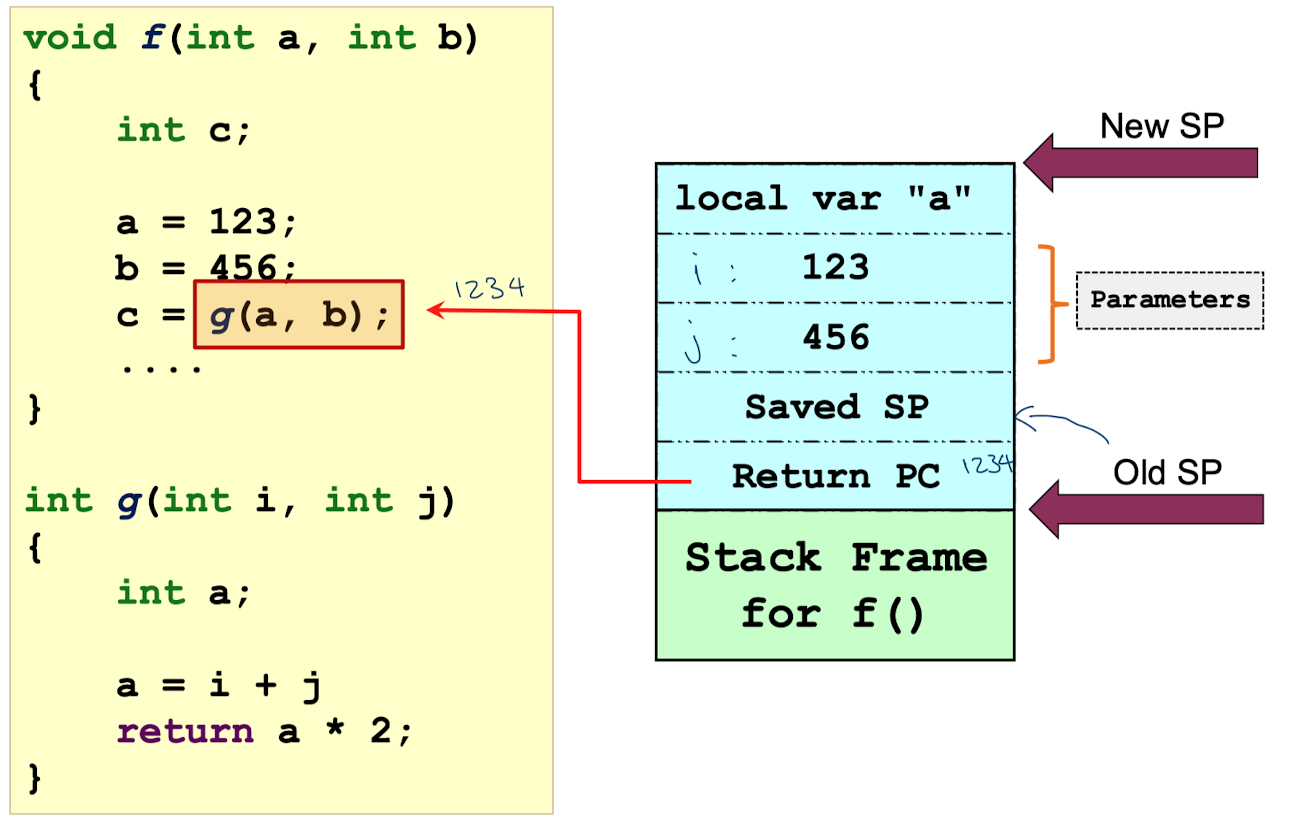 void f(int a, int b)
{
int c;
a = 123;
b = 456;
c = g(a, b);
....
}
int g(int i, int j)
{
int a;
a = i + j
return a * 2;
}
1234
local var "a"
i : 123
j : 456
Saved SP
Return PC 1234
Stack Frame
for f()
New SP
Parameters
Old SP